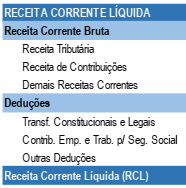 RECEITA CORRENTE LÍQUIDA
Receita Corrente Bruta
Receita Tributária
Receita de Contribuições
Demais Receitas Correntes
Deduções
Transf. Constitucionais e Legais
Contrib. Emp. e Trab. p/ Seg. Social
Outras Deduções
Receita Corrente Líquida (RCL)